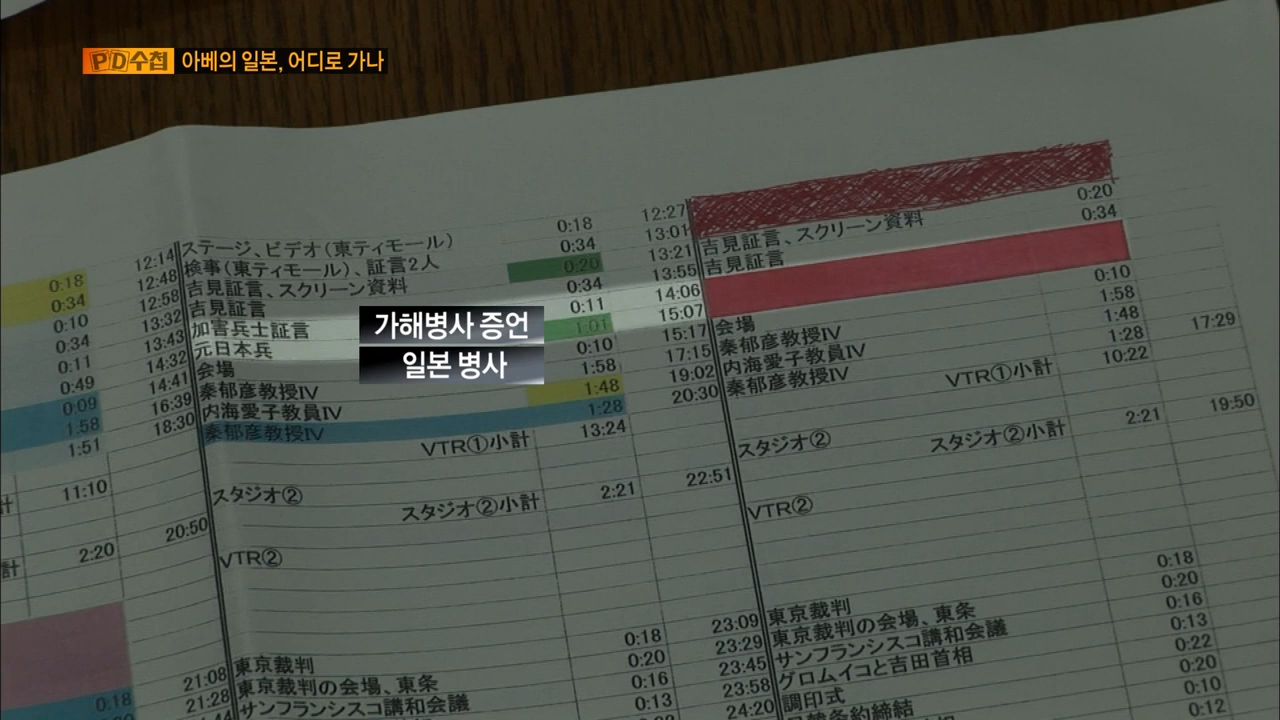 PD수첩 아베의 일본, 어디로 가나
0:18
0:34
0:10
0:34
0:11
0:49
0:09
1:58
1:51
計 11:10
20:50
計 2:20
0:18
12:14 ステージ、ビデオ(東ティモール) 0:18
12:48 検事(東ティモール)、証言2人 0:34
12:58 吉見証言、スクリーン資料 0:20
13:32 吉見証言 0:34
13:43 加害兵士証言 0:11
14:32 元日本兵 1:01
14:41 会場 0:10
16:39 秦郁彦教授IV 1:58
18:30 内海愛子教員IV 1:48
秦郁彦教授IV 1:28
VTR①小計 13:24
가해병사 증언
일본 병사
スタジオ②
スタジオ②小計 2:21
22:51
VTR②
0:18
21:08 東京裁判 0:20
21:28 東京裁判の会場、東条 0:16
サンフランシスコ講和会議 0:13
12:27
13:01 0:20
13:21 吉見証言、スクリーン資料 0:34
13:55 吉見証言
14:06
15:07 0:10
15:17 会場 1:58
17:15 秦郁彦教授IV 1:48
19:02 内海愛子教員IV 1:28
20:30 秦郁彦教授IV 10:22 17:29
VTR①小計
2:21 19:50
スタジオ② スタジオ②小計
VTR②
0:18
23:09 東京裁判 0:20
23:29 東京裁判の会場、東条 0:16
23:45 サンフランシスコ講和会議 0:13
23:58 グロムイコと吉田首相 0:22
24:20 調印式 0:20
日韓条約締結 0:10
0:12